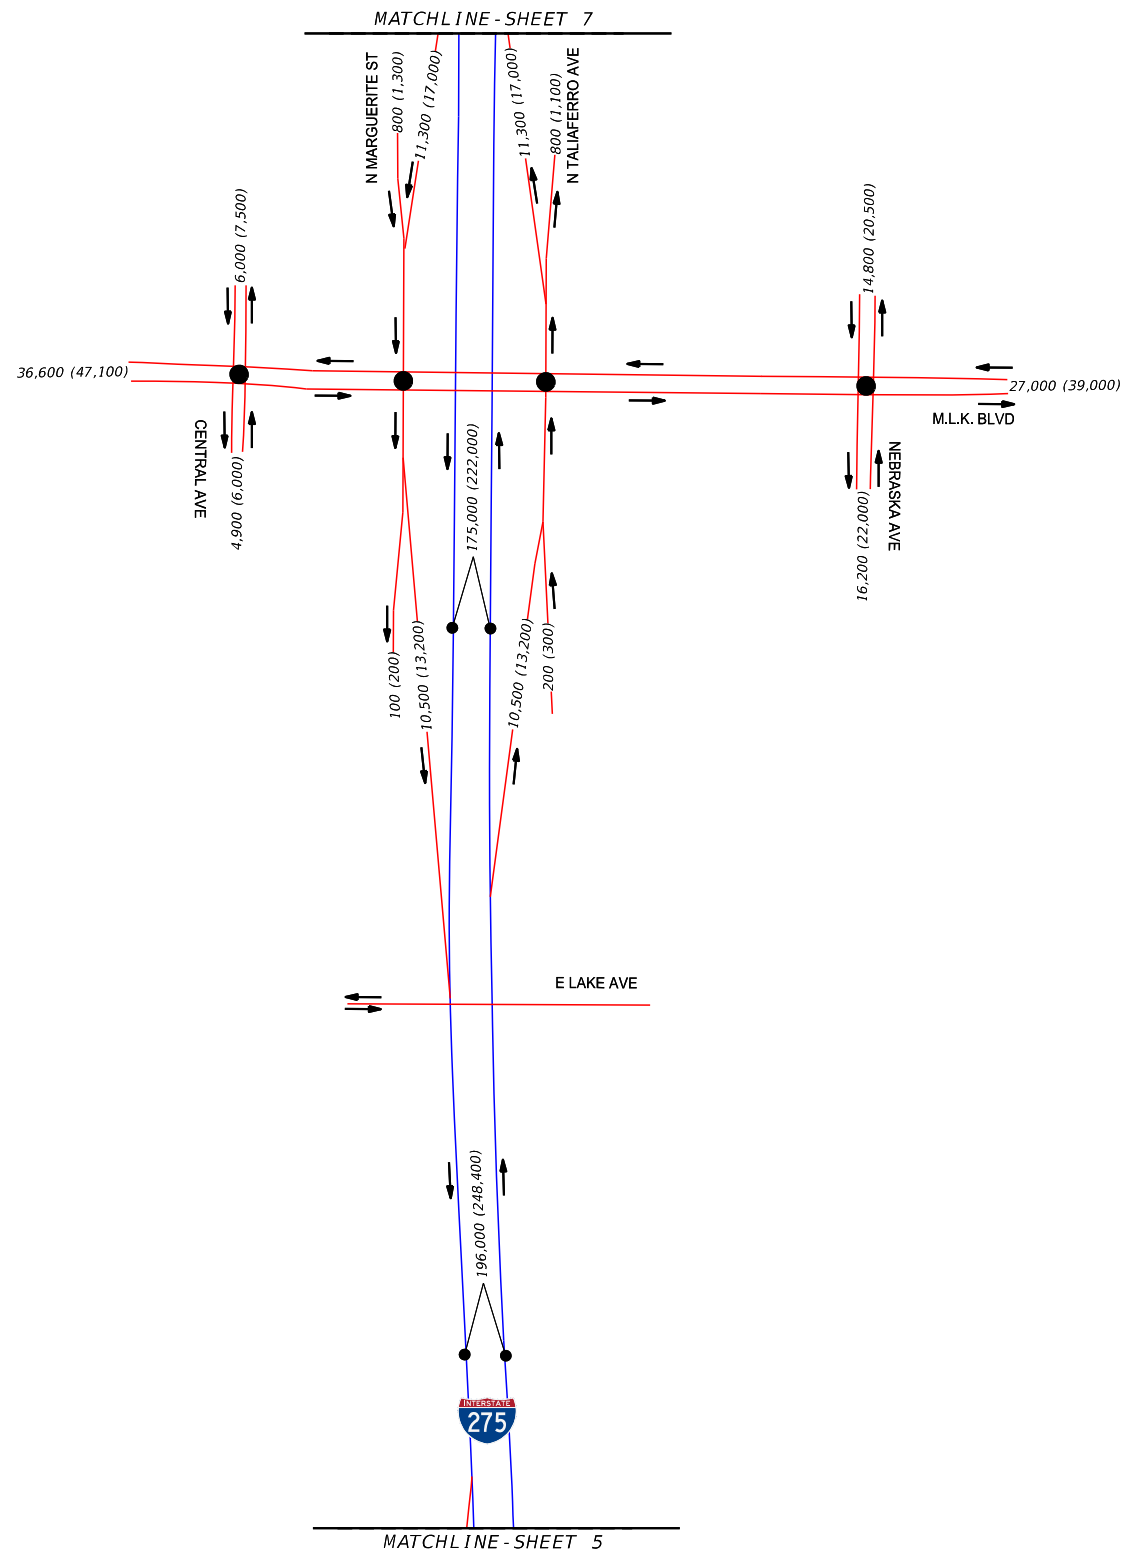 MATCHLINE-SHEET 7
N MARGUERITE ST
800 (1,300)
11,300 (17,000)
11,300 (17,000)
800 (1,100)
N TALIAFERRO AVE
6,000 (7,500)
14,800 (20,500)
36,600 (47,100)
27,000 (39,000)
M.L.K. BLVD
CENTRAL AVE
4,900 (6,000)
175,000 (222,000)
NEBRASKA AVE
16,200 (22,000)
100 (200)
10,500 (13,200)
10,500 (13,200)
200 (300)
E LAKE AVE
196,000 (248,400)
INTERSTATE
275
MATCHLINE-SHEET 5